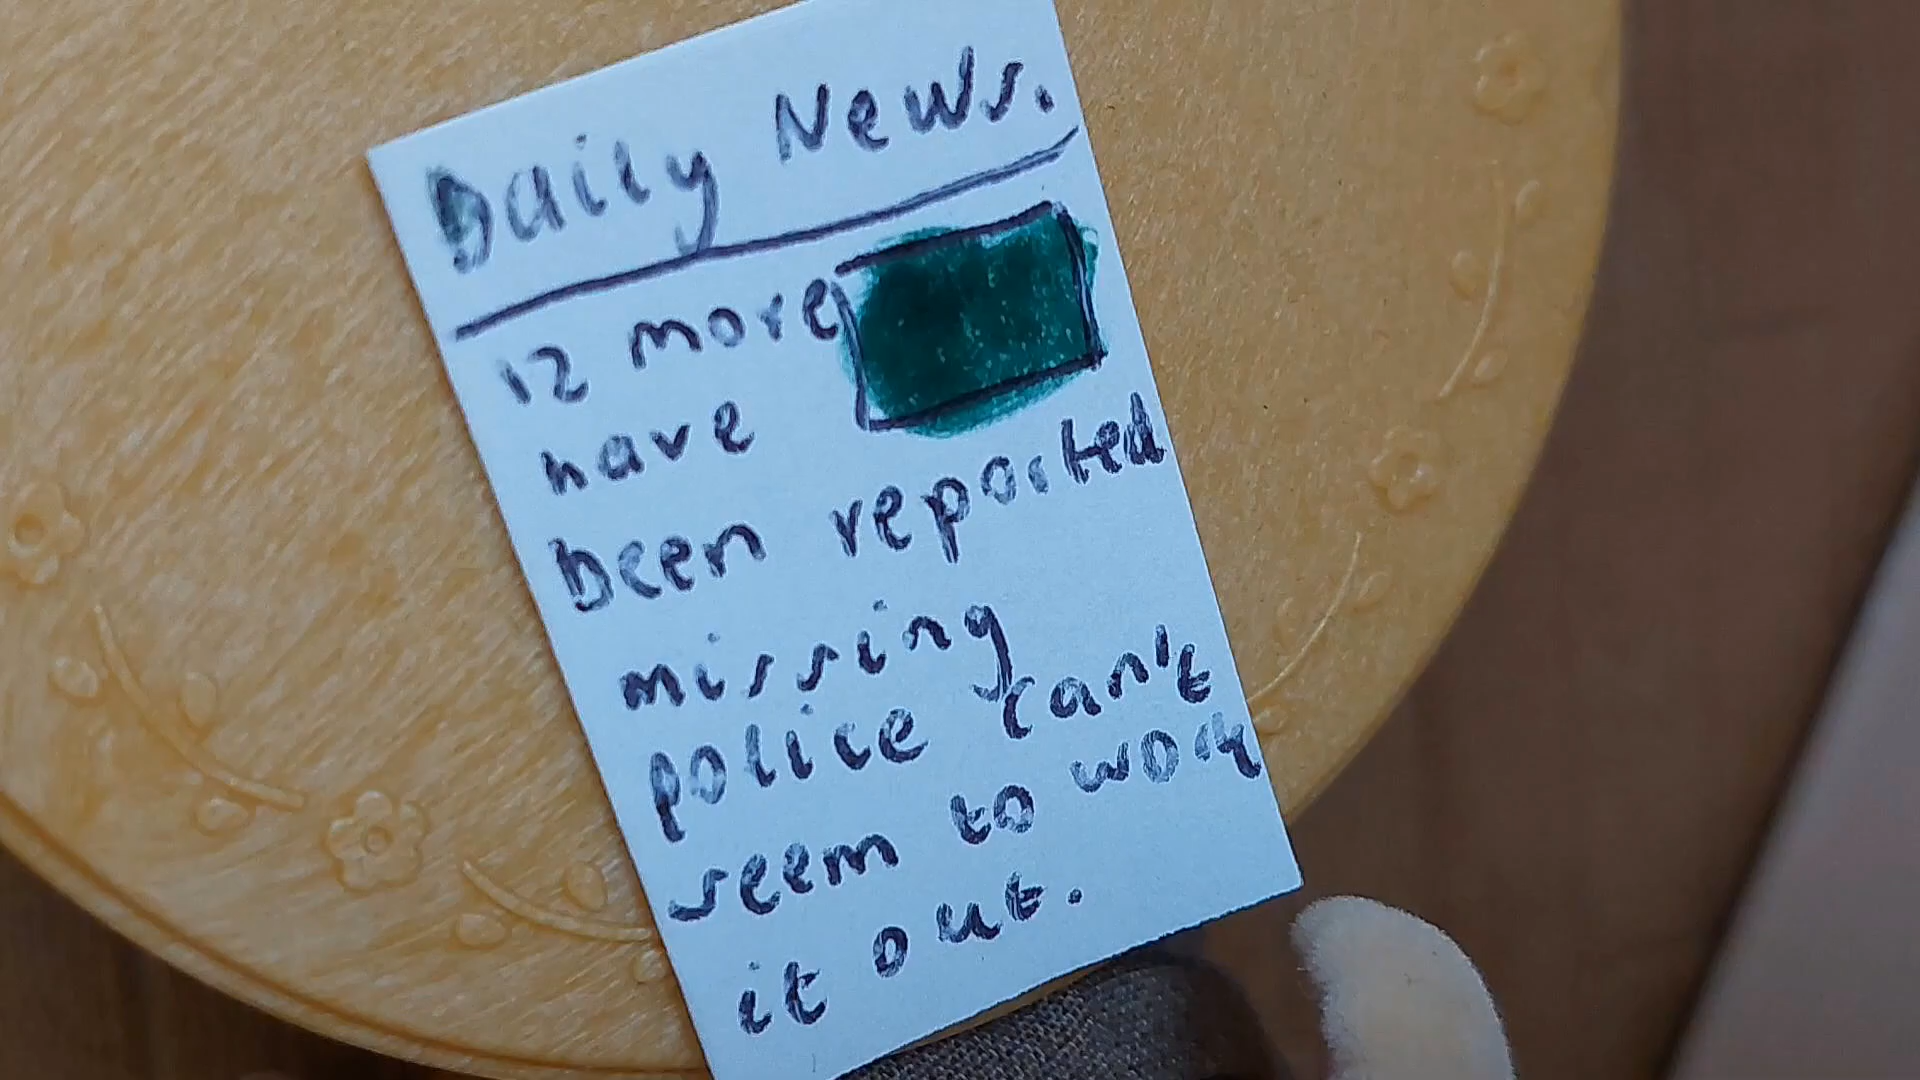 Daily News.
12 more
have
been reported
missing
police can't
seem to work
it out.